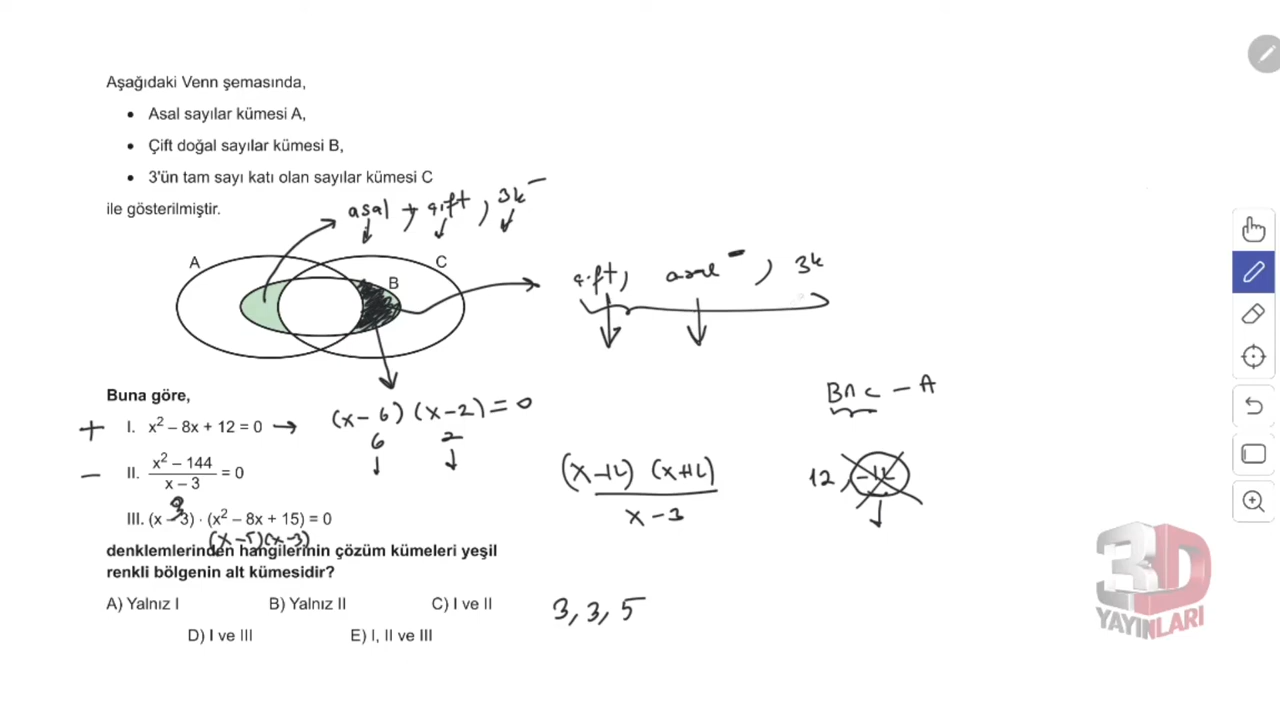 Aşağıdaki Venn şemasında,
• Asal sayılar kümesi A,
• Çift doğal sayılar kümesi B,
• 3'ün tam sayı katı olan sayılar kümesi C
ile gösterilmiştir.
asal, çift, 3k⁻
A
C
B
çift, asal⁻, 3k
Buna göre,
B∩C − A
+ I. x² − 8x + 12 = 0 → (x − 6)(x − 2) = 0
6 2
− II. (x² − 144)/(x − 3) = 0
(x−12)(x+12)
x − 3
12, −12
3
III. (x − 3) · (x² − 8x + 15) = 0
(x−5)(x−3)
denklemlerinden hangilerinin çözüm kümeleri yeşil
renkli bölgenin alt kümesidir?
A) Yalnız I B) Yalnız II C) I ve II
3, 3, 5
D) I ve III E) I, II ve III
3D
YAYINLARI